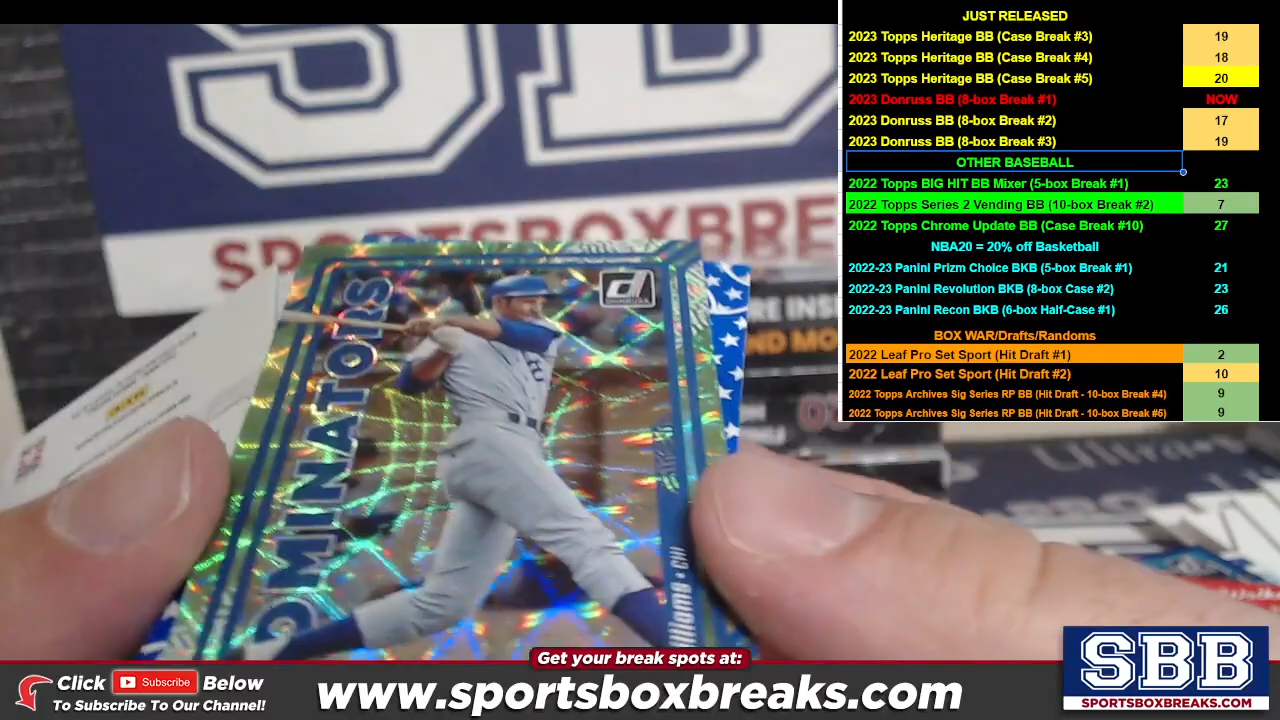 JUST RELEASED
2023 Topps Heritage BB (Case Break #3) 19
2023 Topps Heritage BB (Case Break #4) 18
2023 Topps Heritage BB (Case Break #5) 20
2023 Donruss BB (8-box Break #1) NOW
2023 Donruss BB (8-box Break #2) 17
2023 Donruss BB (8-box Break #3) 19
OTHER BASEBALL
2022 Topps BIG HIT BB Mixer (5-box Break #1) 23
2022 Topps Series 2 Vending BB (10-box Break #2) 7
2022 Topps Chrome Update BB (Case Break #10) 27
NBA20 = 20% off Basketball
2022-23 Panini Prizm Choice BKB (5-box Break #1) 21
2022-23 Panini Revolution BKB (8-box Case #2) 23
2022-23 Panini Recon BKB (6-box Half-Case #1) 26
BOX WAR/Drafts/Randoms
2022 Leaf Pro Set Sport (Hit Draft #1) 2
2022 Leaf Pro Set Sport (Hit Draft #2) 10
2022 Topps Archives Sig Series RP BB (Hit Draft - 10-box Break #4) 9
2022 Topps Archives Sig Series RP BB (Hit Draft - 10-box Break #5) 9
SBB
SPORTSBOXBREA
OMINATORS
DONRUSS
lliams • CHI
Get your break spots at:
Click Subscribe Below
To Subscribe To Our Channel!
www.sportsboxbreaks.com
SBB
SPORTSBOXBREAKS.COM